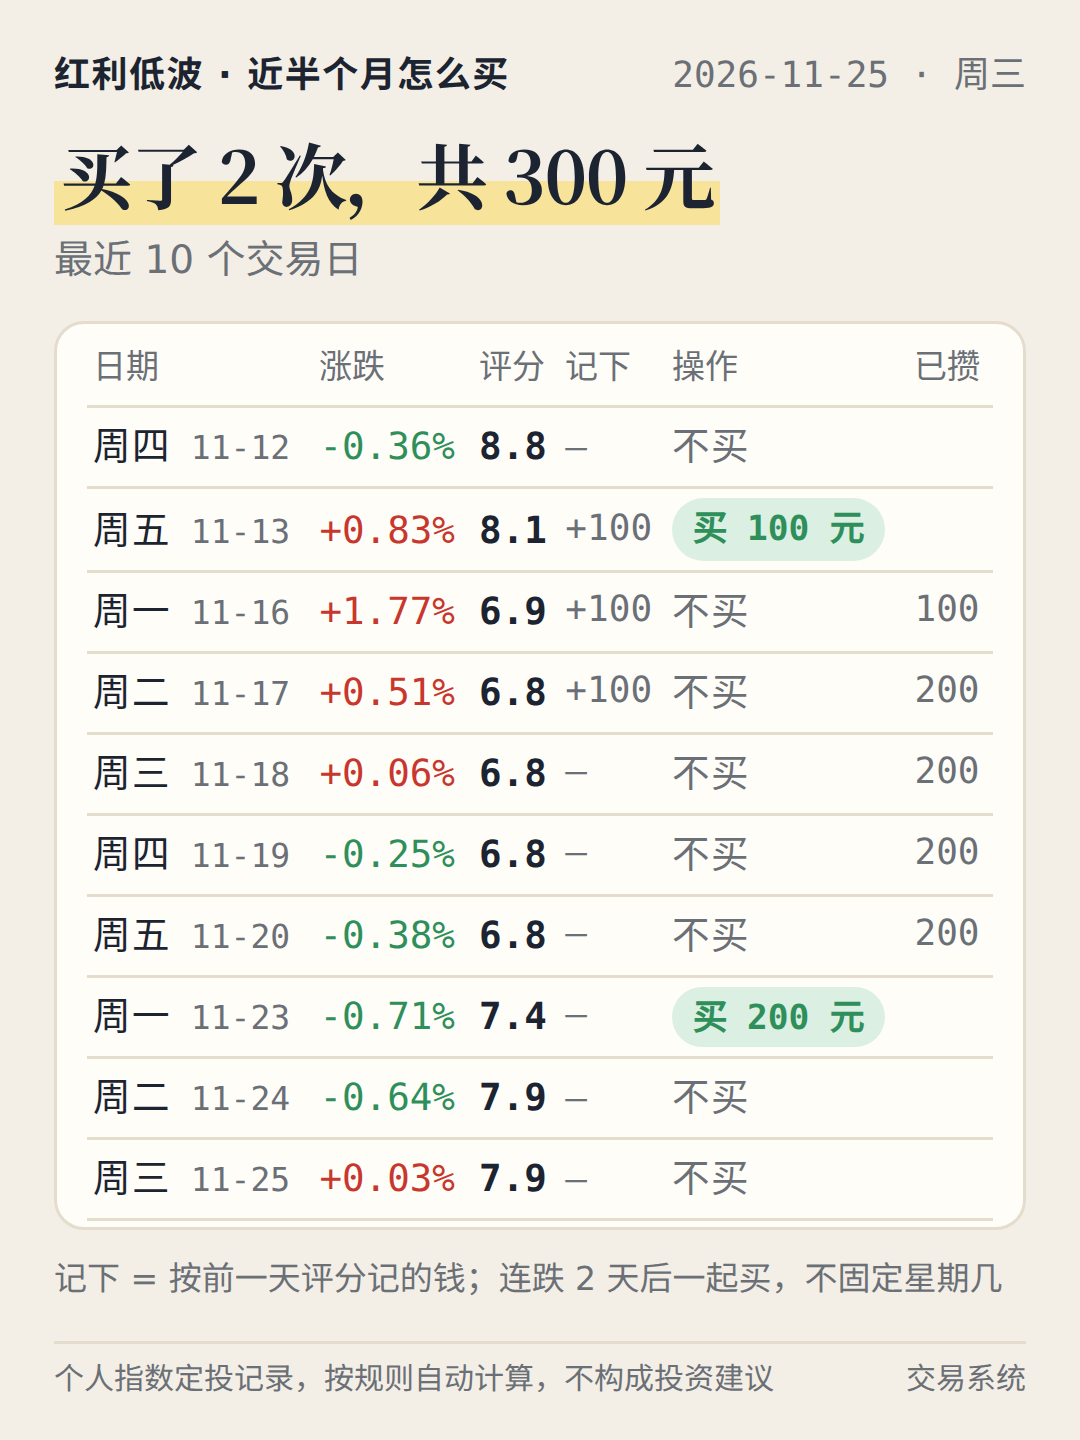 红利低波 · 近半个月怎么买 2026-11-25 · 周三
买了 2 次，共 300 元
最近 10 个交易日
日期 涨跌 评分 记下 操作 已攒
周四 11-12 -0.36% 8.8 — 不买
周五 11-13 +0.83% 8.1 +100 买 100 元
周一 11-16 +1.77% 6.9 +100 不买 100
周二 11-17 +0.51% 6.8 +100 不买 200
周三 11-18 +0.06% 6.8 — 不买 200
周四 11-19 -0.25% 6.8 — 不买 200
周五 11-20 -0.38% 6.8 — 不买 200
周一 11-23 -0.71% 7.4 — 买 200 元
周二 11-24 -0.64% 7.9 — 不买
周三 11-25 +0.03% 7.9 — 不买
记下 = 按前一天评分记的钱；连跌 2 天后一起买，不固定星期几
个人指数定投记录，按规则自动计算，不构成投资建议 交易系统